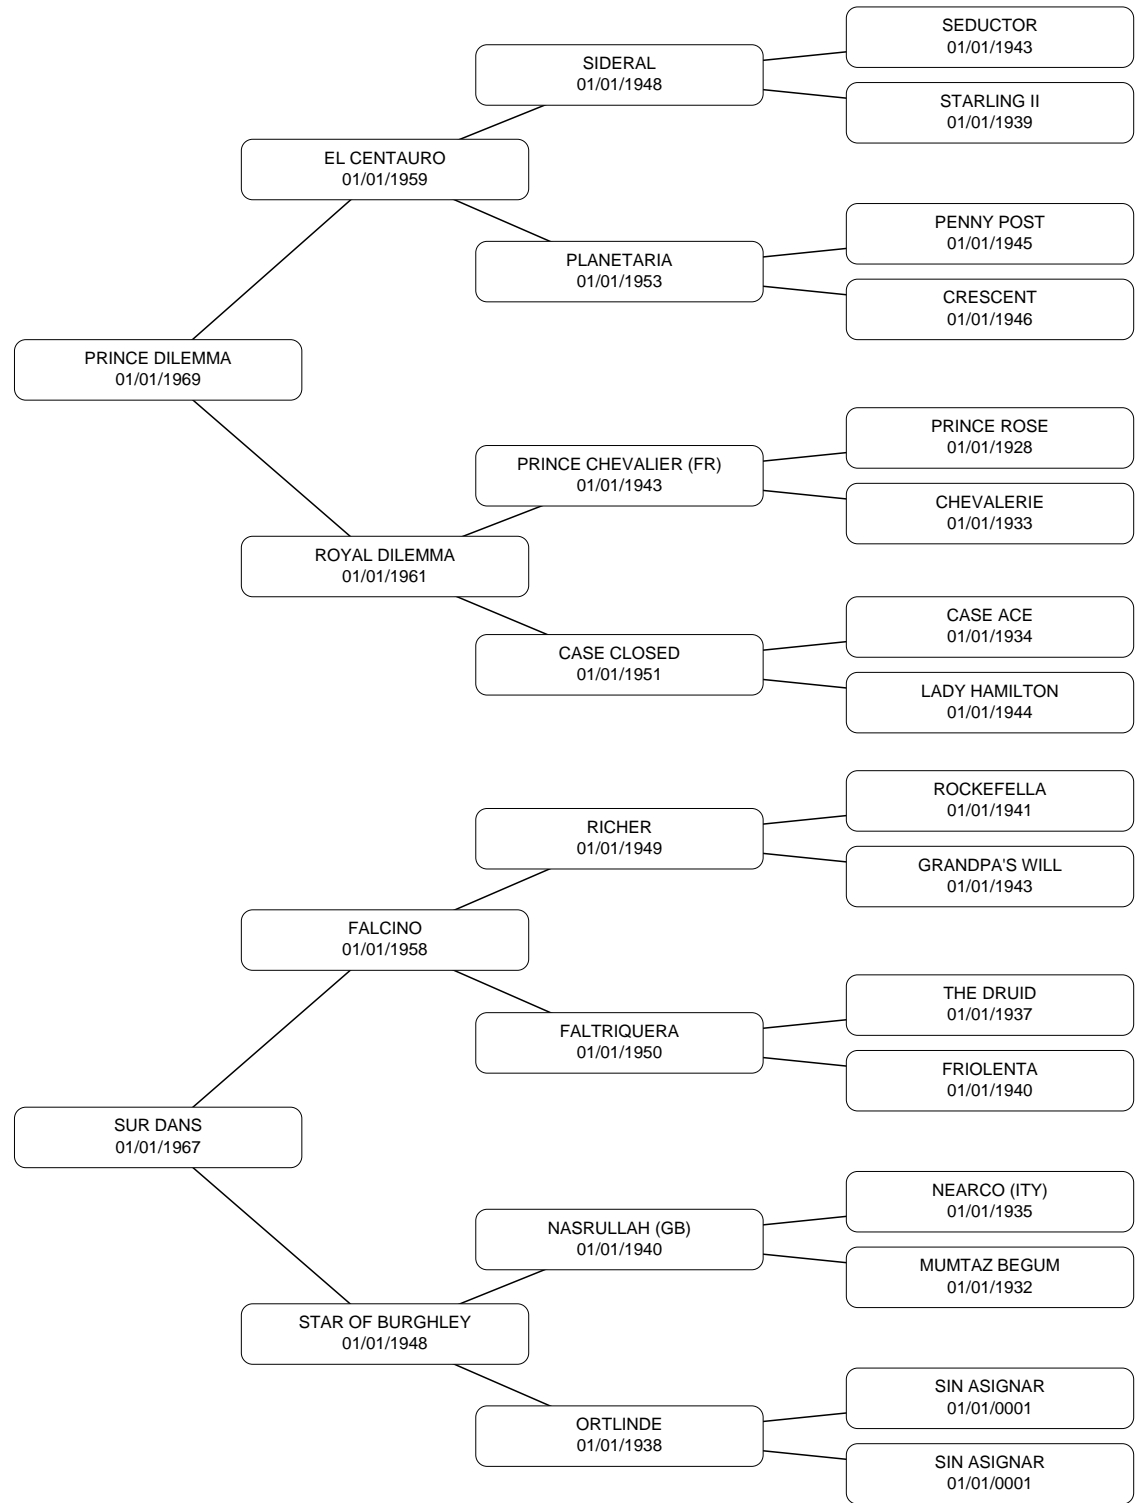 SEDUCTOR
01/01/1943
SIDERAL
01/01/1948
STARLING II
01/01/1939
EL CENTAURO
01/01/1959
PENNY POST
01/01/1945
PLANETARIA
01/01/1953
CRESCENT
01/01/1946
PRINCE DILEMMA
01/01/1969
PRINCE ROSE
01/01/1928
PRINCE CHEVALIER (FR)
01/01/1943
CHEVALERIE
01/01/1933
ROYAL DILEMMA
01/01/1961
CASE ACE
01/01/1934
CASE CLOSED
01/01/1951
LADY HAMILTON
01/01/1944
ROCKEFELLA
01/01/1941
RICHER
01/01/1949
GRANDPA'S WILL
01/01/1943
FALCINO
01/01/1958
THE DRUID
01/01/1937
FALTRIQUERA
01/01/1950
FRIOLENTA
01/01/1940
SUR DANS
01/01/1967
NEARCO (ITY)
01/01/1935
NASRULLAH (GB)
01/01/1940
MUMTAZ BEGUM
01/01/1932
STAR OF BURGHLEY
01/01/1948
SIN ASIGNAR
01/01/0001
ORTLINDE
01/01/1938
SIN ASIGNAR
01/01/0001